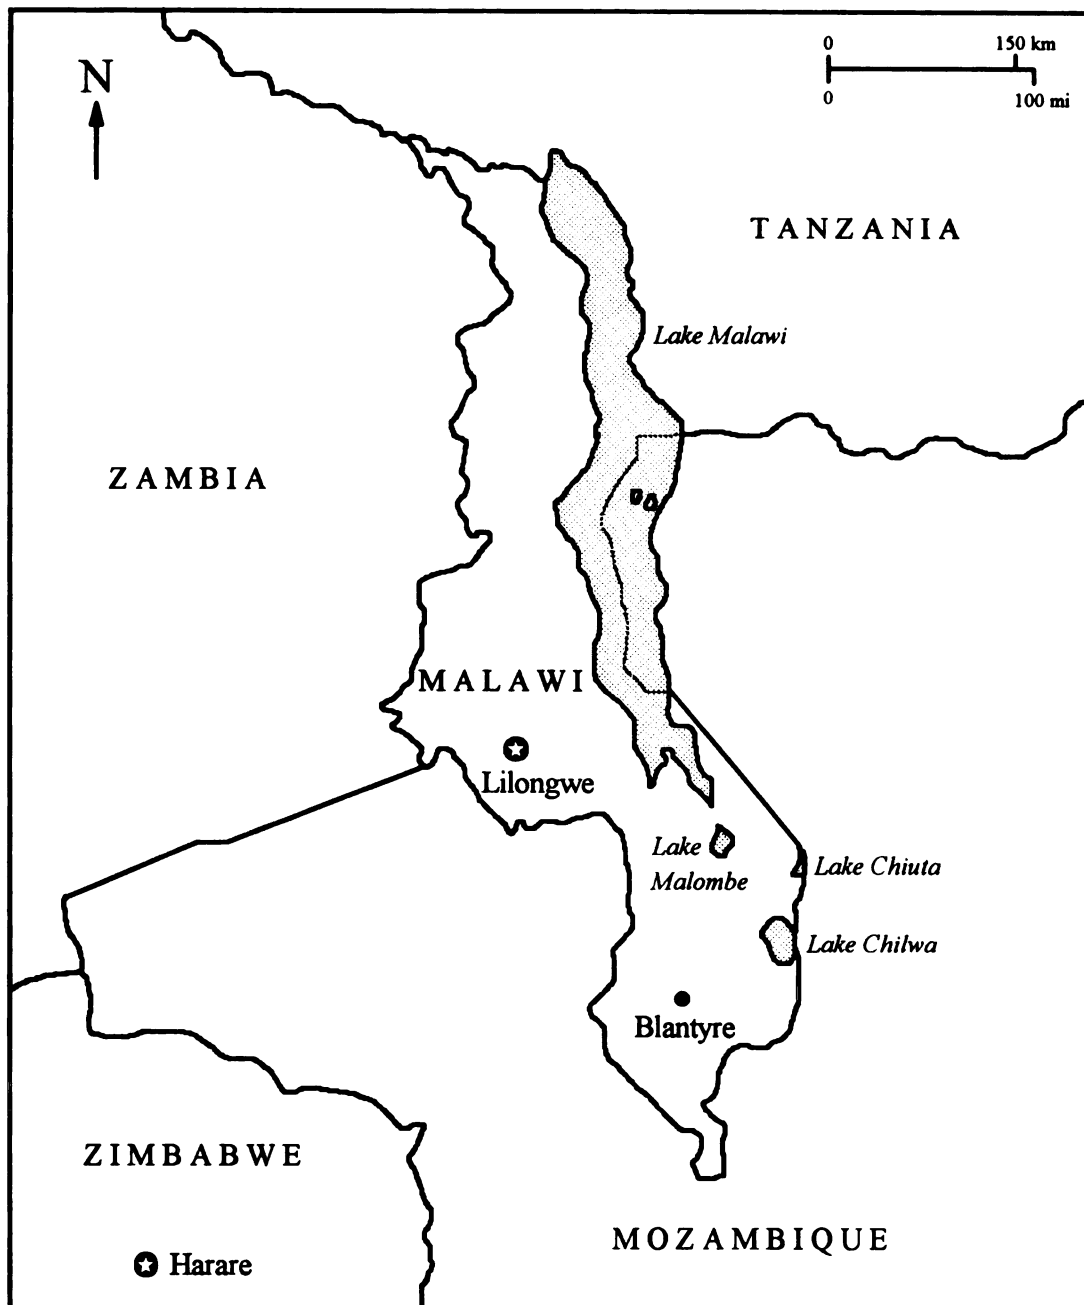 0 150 km
0 100 mi
N
TANZANIA
Lake Malawi
ZAMBIA
MALAWI
Lilongwe
Lake
Malombe
Lake Chiuta
Lake Chilwa
Blantyre
ZIMBABWE
MOZAMBIQUE
Harare